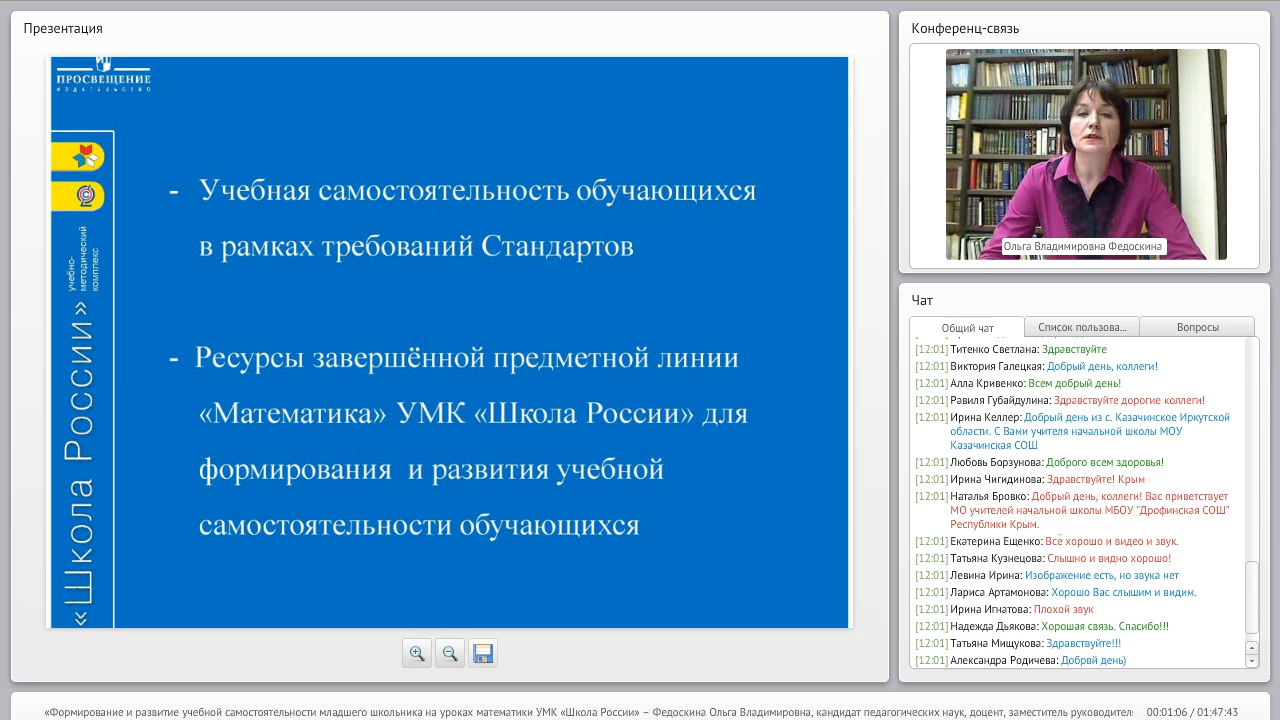 Презентация
ПРОСВЕЩЕНИЕ
ИЗДАТЕЛЬСТВО
учебно-
методический
комплекс
«Школа России»
- Учебная самостоятельность обучающихся
в рамках требований Стандартов
- Ресурсы завершённой предметной линии
«Математика» УМК «Школа России» для
формирования и развития учебной
самостоятельности обучающихся
Конференц-связь
Ольга Владимировна Федоскина
Чат
Общий чат
Список пользова...
Вопросы
[12:01] Титенко Светлана: Здравствуйте
[12:01] Виктория Галецкая: Добрый день, коллеги!
[12:01] Алла Кривенко: Всем добрый день!
[12:01] Равиля Губайдулина: Здравствуйте дорогие коллеги!
[12:01] Ирина Келлер: Добрый день из с. Казачинское Иркутской
области. С Вами учителя начальной школы МОУ
Казачинская СОШ
[12:01] Любовь Борзунова: Доброго всем здоровья!
[12:01] Ирина Чигидинова: Здравствуйте! Крым
[12:01] Наталья Бровко: Добрый день, коллеги! Вас приветствует
МО учителей начальной школы МБОУ "Дрофинская СОШ"
Республики Крым.
[12:01] Екатерина Ещенко: Всё хорошо и видео и звук.
[12:01] Татьяна Кузнецова: Слышно и видно хорошо!
[12:01] Левина Ирина: Изображение есть, но звука нет
[12:01] Лариса Артамонова: Хорошо Вас слышим и видим.
[12:01] Ирина Игнатова: Плохой звук
[12:01] Надежда Дьякова: Хорошая связь. Спасибо!!!
[12:01] Татьяна Мищукова: Здравствуйте!!!
[12:01] Александра Родичева: Добрвй день)
«Формирование и развитие учебной самостоятельности младшего школьника на уроках математики УМК «Школа России» – Федоскина Ольга Владимировна, кандидат педагогических наук, доцент, заместитель руководител
00:01:06 / 01:47:43